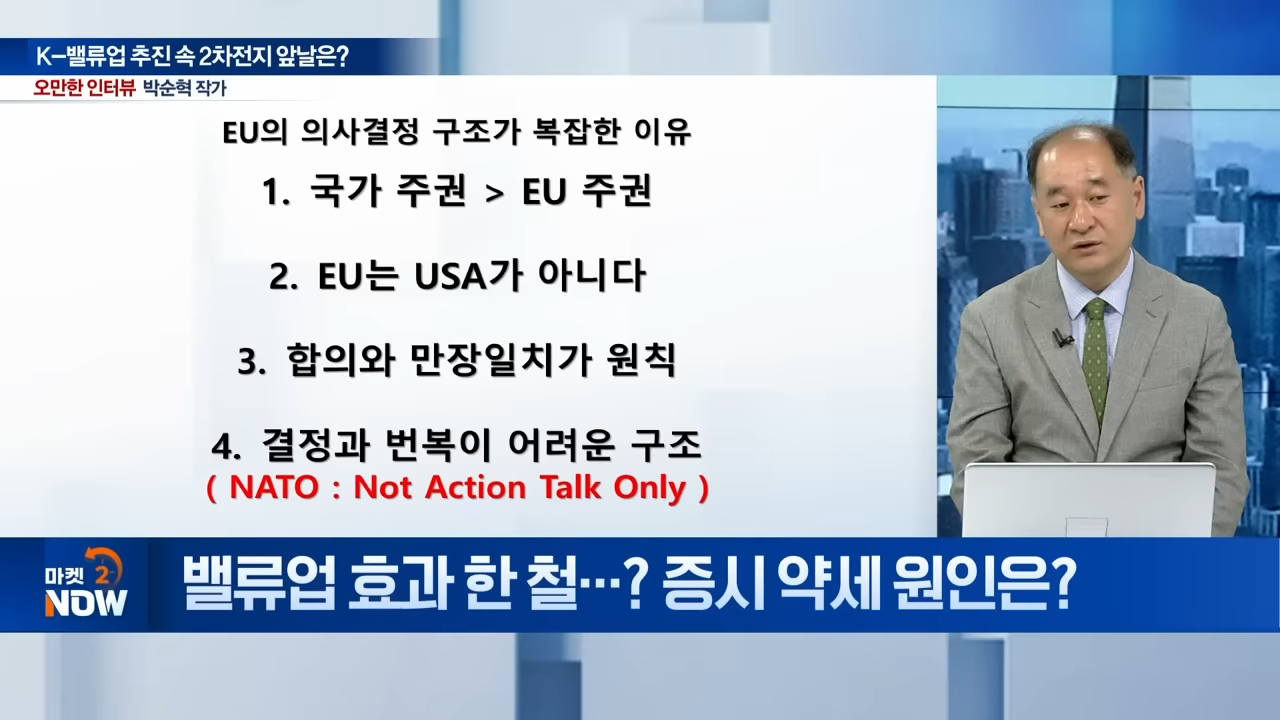 K-밸류업 추진 속 2차전지 앞날은?
오만한 인터뷰 박순혁 작가
EU의 의사결정 구조가 복잡한 이유
1. 국가 주권 > EU 주권
2. EU는 USA가 아니다
3. 합의와 만장일치가 원칙
4. 결정과 번복이 어려운 구조
( NATO : Not Action Talk Only )
마켓 2
NOW
밸류업 효과 한 철…? 증시 약세 원인은?